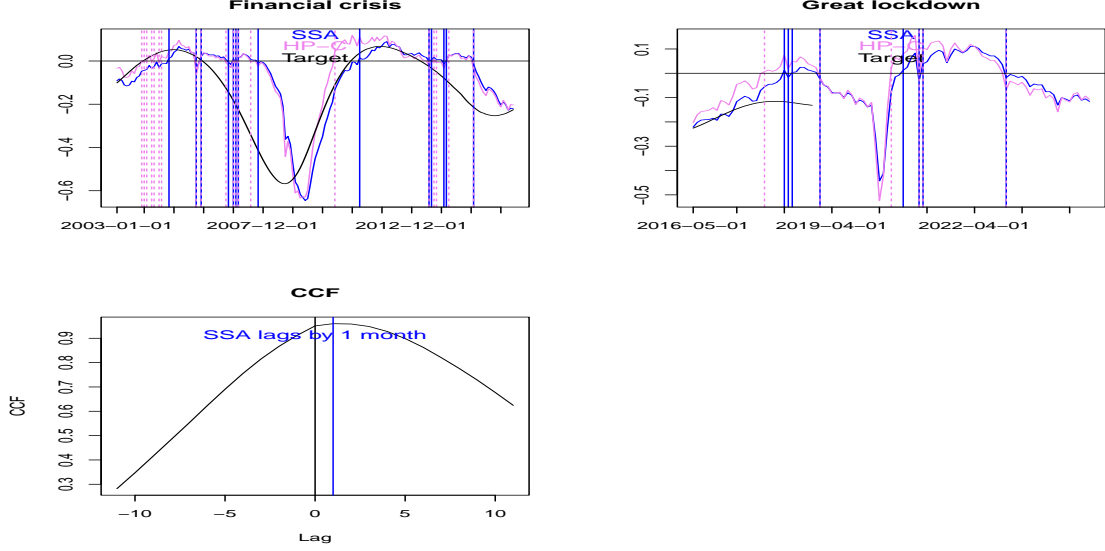 Financial crisis
SSA
HP−C
Target
0.0
−0.2
−0.4
−0.6
2003−01−01
2007−12−01
2012−12−01
Great lockdown
SSA
HP−C
Target
0.1
−0.1
−0.3
−0.5
2016−05−01
2019−04−01
2022−04−01
CCF
SSA lags by 1 month
CCF
0.9
0.8
0.7
0.6
0.5
0.4
0.3
−10
−5
0
5
10
Lag